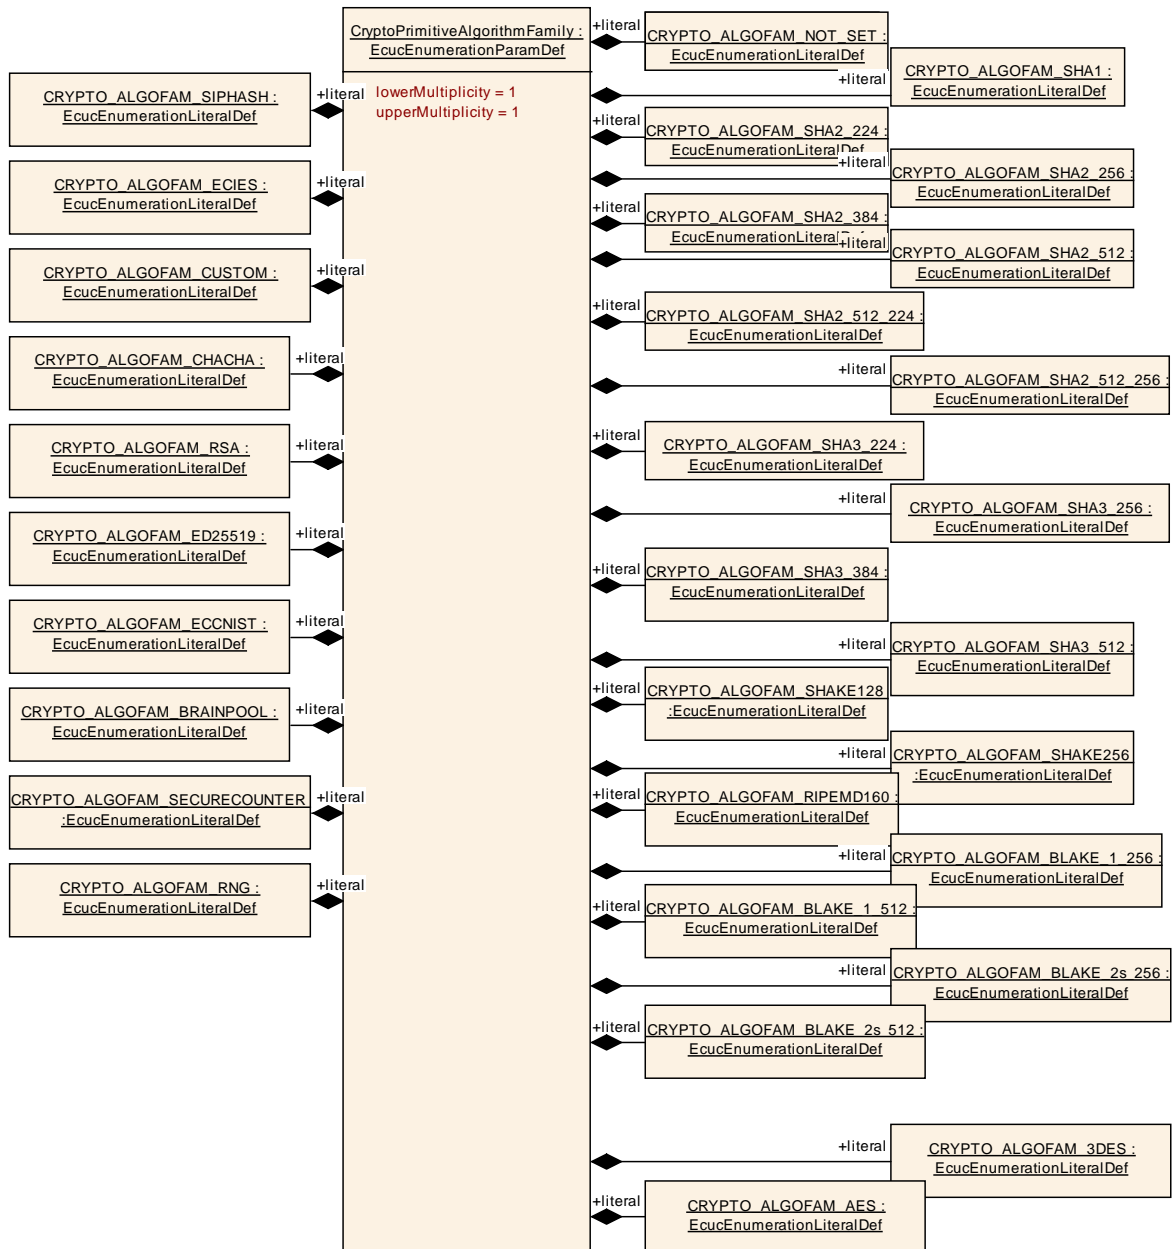 CryptoPrimitiveAlgorithmFamily :
EcucEnumerationParamDef
lowerMultiplicity = 1
upperMultiplicity = 1
+literal
CRYPTO_ALGOFAM_SIPHASH :
EcucEnumerationLiteralDef
+literal
CRYPTO_ALGOFAM_ECIES :
EcucEnumerationLiteralDef
+literal
CRYPTO_ALGOFAM_CUSTOM :
EcucEnumerationLiteralDef
+literal
CRYPTO_ALGOFAM_CHACHA :
EcucEnumerationLiteralDef
+literal
CRYPTO_ALGOFAM_RSA :
EcucEnumerationLiteralDef
+literal
CRYPTO_ALGOFAM_ED25519 :
EcucEnumerationLiteralDef
+literal
CRYPTO_ALGOFAM_ECCNIST :
EcucEnumerationLiteralDef
+literal
CRYPTO_ALGOFAM_BRAINPOOL :
EcucEnumerationLiteralDef
+literal
CRYPTO_ALGOFAM_SECURECOUNTER
:EcucEnumerationLiteralDef
+literal
CRYPTO_ALGOFAM_RNG :
EcucEnumerationLiteralDef
+literal
CRYPTO_ALGOFAM_NOT_SET :
EcucEnumerationLiteralDef
+literal
CRYPTO_ALGOFAM_SHA1 :
EcucEnumerationLiteralDef
+literal
CRYPTO_ALGOFAM_SHA2_224 :
EcucEnumerationLiteralDef
+literal
CRYPTO_ALGOFAM_SHA2_256 :
EcucEnumerationLiteralDef
+literal
CRYPTO_ALGOFAM_SHA2_384 :
+literal
CRYPTO_ALGOFAM_SHA2_512 :
EcucEnumerationLiteralDef
+literal
CRYPTO_ALGOFAM_SHA2_512_224 :
EcucEnumerationLiteralDef
+literal
CRYPTO_ALGOFAM_SHA2_512_256 :
EcucEnumerationLiteralDef
+literal
CRYPTO_ALGOFAM_SHA3_224 :
EcucEnumerationLiteralDef
+literal
CRYPTO_ALGOFAM_SHA3_256 :
EcucEnumerationLiteralDef
+literal
CRYPTO_ALGOFAM_SHA3_384 :
EcucEnumerationLiteralDef
+literal
CRYPTO_ALGOFAM_SHA3_512 :
EcucEnumerationLiteralDef
+literal
CRYPTO_ALGOFAM_SHAKE128
:EcucEnumerationLiteralDef
+literal
CRYPTO_ALGOFAM_SHAKE256
:EcucEnumerationLiteralDef
+literal
CRYPTO_ALGOFAM_RIPEMD160 :
EcucEnumerationLiteralDef
+literal
CRYPTO_ALGOFAM_BLAKE_1_256 :
EcucEnumerationLiteralDef
+literal
CRYPTO_ALGOFAM_BLAKE_1_512 :
EcucEnumerationLiteralDef
+literal
CRYPTO_ALGOFAM_BLAKE_2s_256 :
EcucEnumerationLiteralDef
+literal
CRYPTO_ALGOFAM_BLAKE_2s_512 :
EcucEnumerationLiteralDef
+literal
CRYPTO_ALGOFAM_3DES :
EcucEnumerationLiteralDef
+literal
CRYPTO_ALGOFAM_AES :
EcucEnumerationLiteralDef